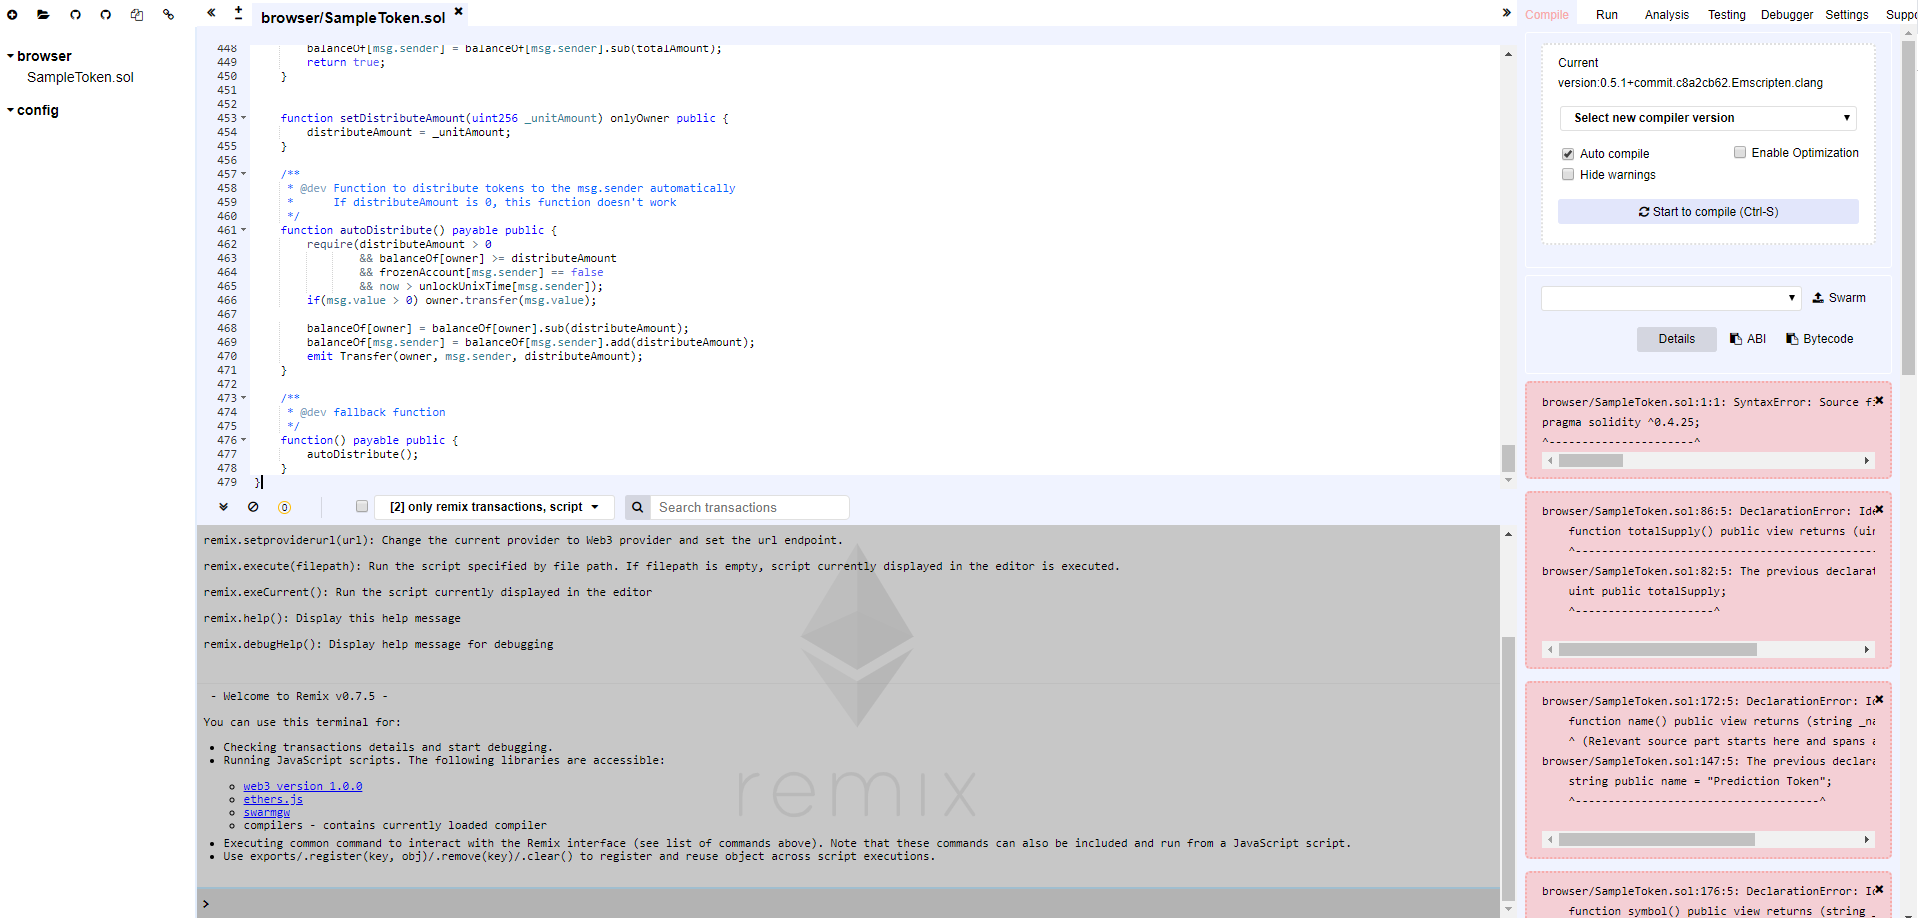 browser/SampleToken.sol
Compile Run Analysis Testing Debugger Settings Suppo
browser
SampleToken.sol
config
448 balanceOf[msg.sender] = balanceOf[msg.sender].sub(totalAmount);
449 return true;
450 }
451
452
453 function setDistributeAmount(uint256 _unitAmount) onlyOwner public {
454 distributeAmount = _unitAmount;
455 }
456
457 /**
458 * @dev Function to distribute tokens to the msg.sender automatically
459 * If distributeAmount is 0, this function doesn't work
460 */
461 function autoDistribute() payable public {
462 require(distributeAmount > 0
463 && balanceOf[owner] >= distributeAmount
464 && frozenAccount[msg.sender] == false
465 && now > unlockUnixTime[msg.sender]);
466 if(msg.value > 0) owner.transfer(msg.value);
467
468 balanceOf[owner] = balanceOf[owner].sub(distributeAmount);
469 balanceOf[msg.sender] = balanceOf[msg.sender].add(distributeAmount);
470 emit Transfer(owner, msg.sender, distributeAmount);
471 }
472
473 /**
474 * @dev fallback function
475 */
476 function() payable public {
477 autoDistribute();
478 }
479 }
0
[2] only remix transactions, script
Search transactions
remix.setproviderurl(url): Change the current provider to Web3 provider and set the url endpoint.
remix.execute(filepath): Run the script specified by file path. If filepath is empty, script currently displayed in the editor is executed.
remix.exeCurrent(): Run the script currently displayed in the editor
remix.help(): Display this help message
remix.debugHelp(): Display help message for debugging
- Welcome to Remix v0.7.5 -
You can use this terminal for:
• Checking transactions details and start debugging.
• Running JavaScript scripts. The following libraries are accessible:
web3 version 1.0.0
ethers.js
swarmgw
compilers - contains currently loaded compiler
• Executing common command to interact with the Remix interface (see list of commands above). Note that these commands can also be included and run from a JavaScript script.
• Use exports/.register(key, obj)/.remove(key)/.clear() to register and reuse object across script executions.
remix
>
Current
version:0.5.1+commit.c8a2cb62.Emscripten.clang
Select new compiler version
Auto compile
Enable Optimization
Hide warnings
Start to compile (Ctrl-S)
Swarm
Details
ABI
Bytecode
browser/SampleToken.sol:1:1: SyntaxError: Source fi
pragma solidity ^0.4.25;
^----------------------^
browser/SampleToken.sol:86:5: DeclarationError: Ide
function totalSupply() public view returns (uin
^----------------------------------------------
browser/SampleToken.sol:82:5: The previous declarat
uint public totalSupply;
^---------------------^
browser/SampleToken.sol:172:5: DeclarationError: Id
function name() public view returns (string _na
^ (Relevant source part starts here and spans a
browser/SampleToken.sol:147:5: The previous declara
string public name = "Prediction Token";
^-------------------------------------^
browser/SampleToken.sol:176:5: DeclarationError: Id
function symbol() public view returns (string _